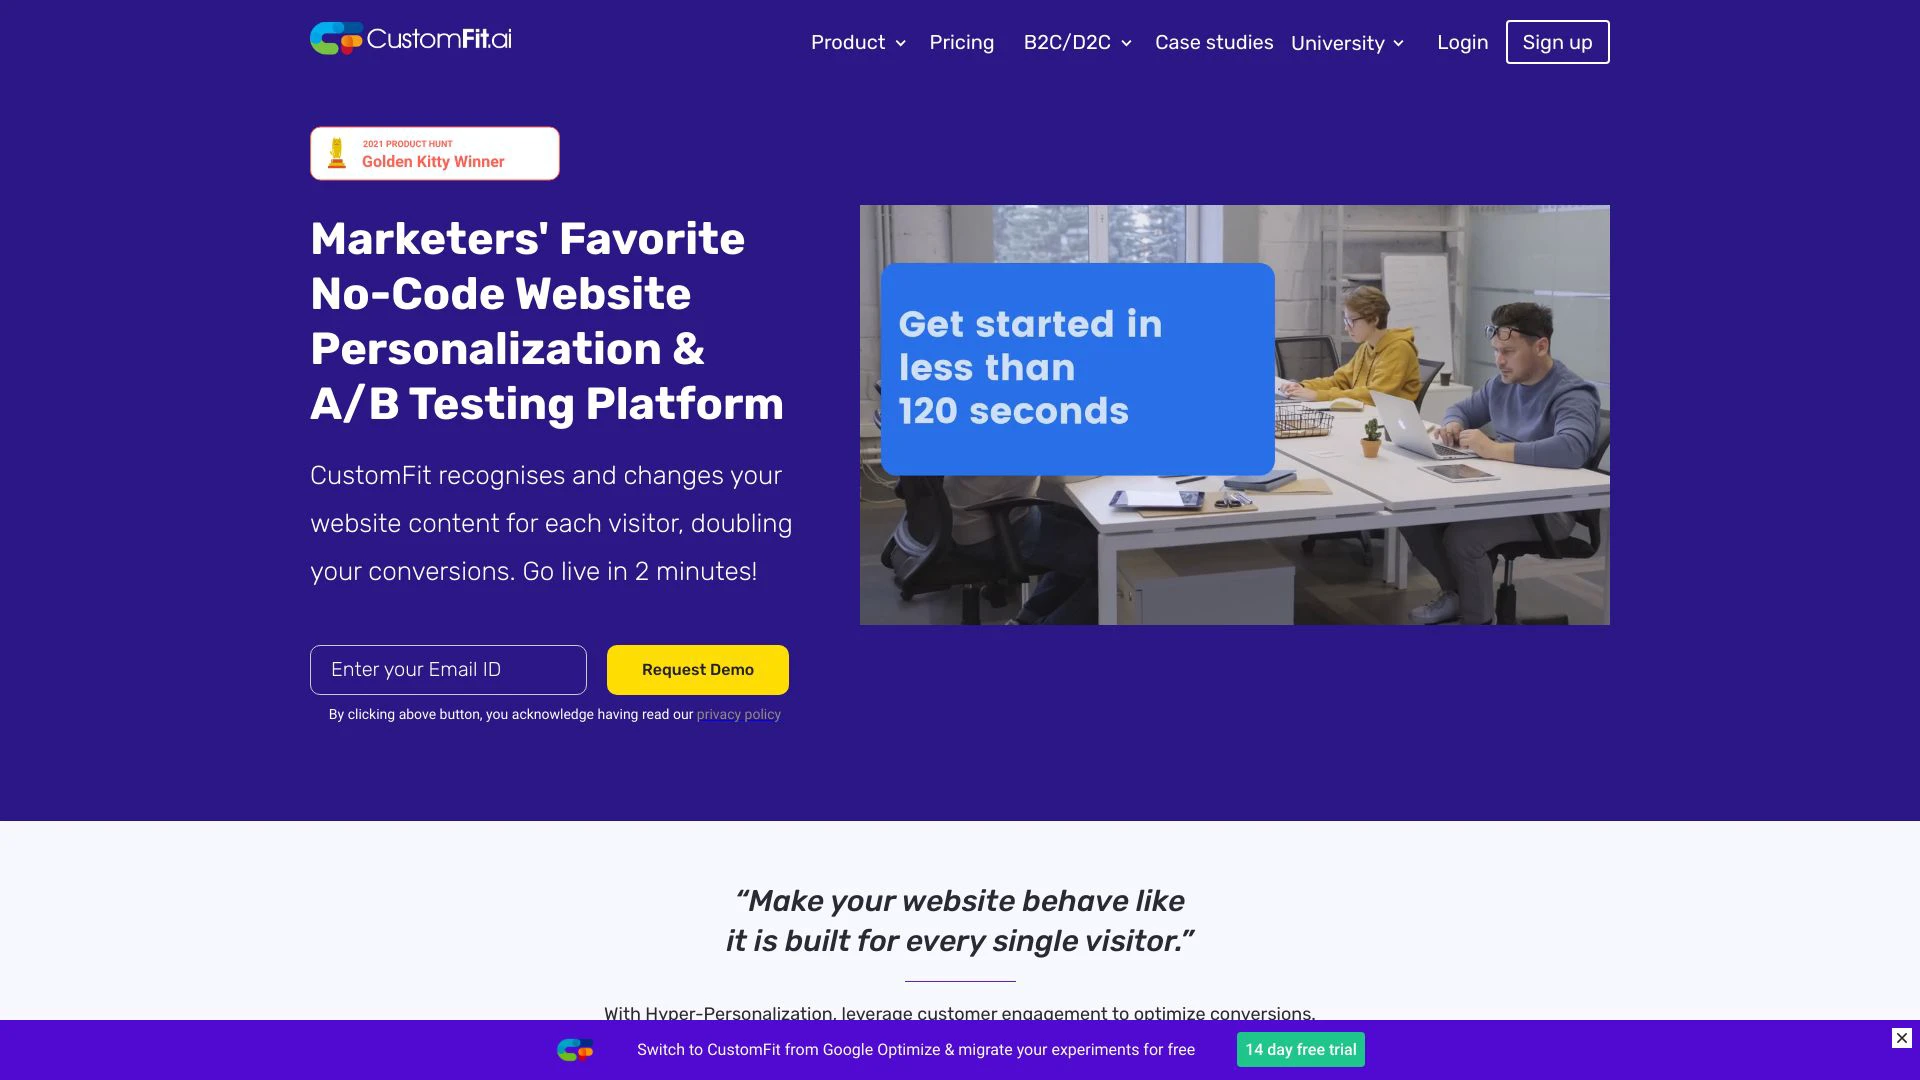 CustomFit.ai
Product
Pricing
B2C/D2C
Case studies
University
Login
Sign up
2021 PRODUCT HUNT
Golden Kitty Winner
Marketers' Favorite
No-Code Website
Personalization &
A/B Testing Platform
CustomFit recognises and changes your
website content for each visitor, doubling
your conversions. Go live in 2 minutes!
Enter your Email ID
Request Demo
By clicking above button, you acknowledge having read our privacy policy
Get started in
less than
120 seconds
“Make your website behave like
it is built for every single visitor.”
With Hyper-Personalization, leverage customer engagement to optimize conversions.
Switch to CustomFit from Google Optimize & migrate your experiments for free
14 day free trial